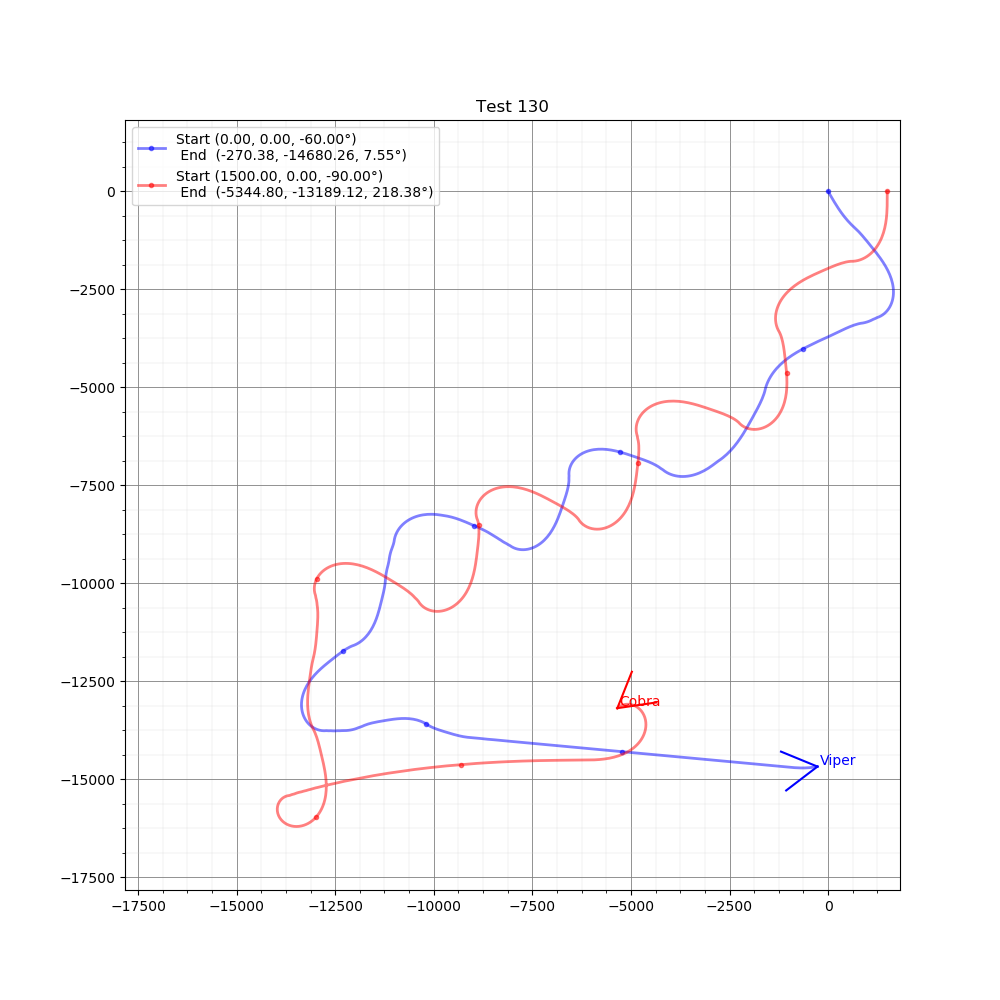 Test 130
Start (0.00, 0.00, -60.00°)
End  (-270.38, -14680.26, 7.55°)
Start (1500.00, 0.00, -90.00°)
End  (-5344.80, -13189.12, 218.38°)
0
−2500
−5000
−7500
−10000
−12500
−15000
−17500
Cobra
Viper
−17500 −15000 −12500 −10000 −7500 −5000 −2500 0